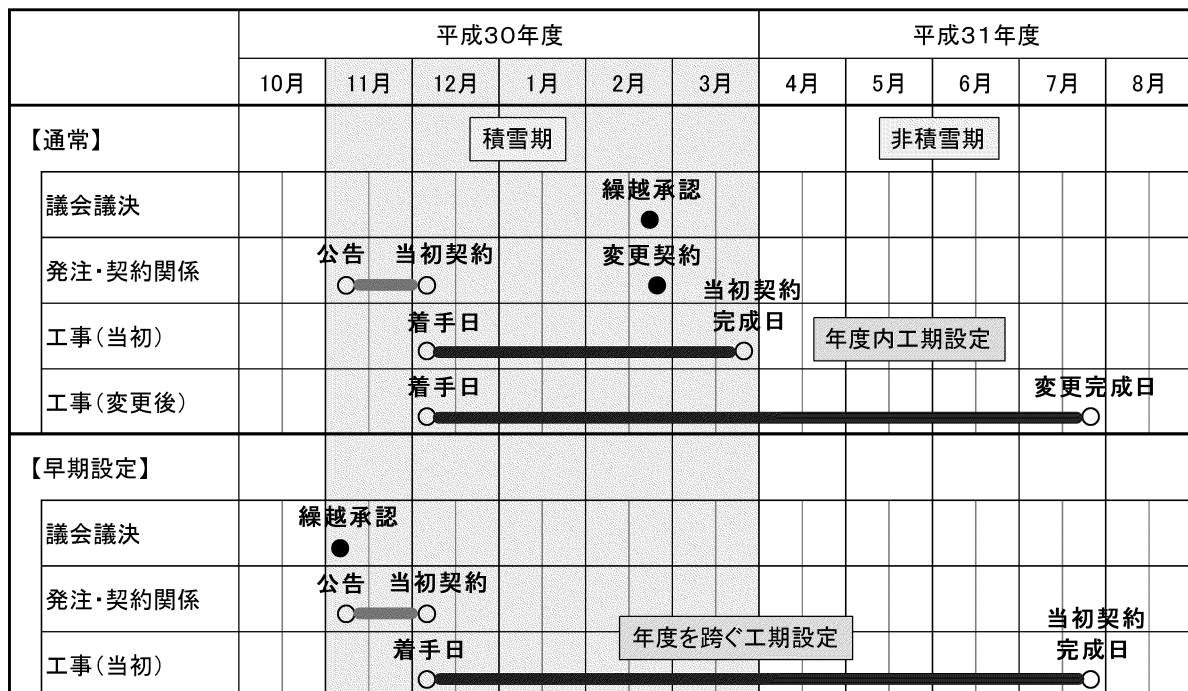 平成30年度 平成31年度
10月 11月 12月 1月 2月 3月 4月 5月 6月 7月 8月
【通常】 積雪期 非積雪期
議会議決 繰越承認
発注・契約関係 公告 当初契約 変更契約
工事(当初) 着手日 当初契約
完成日 年度内工期設定
工事(変更後) 着手日 変更完成日
【早期設定】
議会議決 繰越承認
発注・契約関係 公告 当初契約
工事(当初) 着手日 年度を跨ぐ工期設定 当初契約
完成日